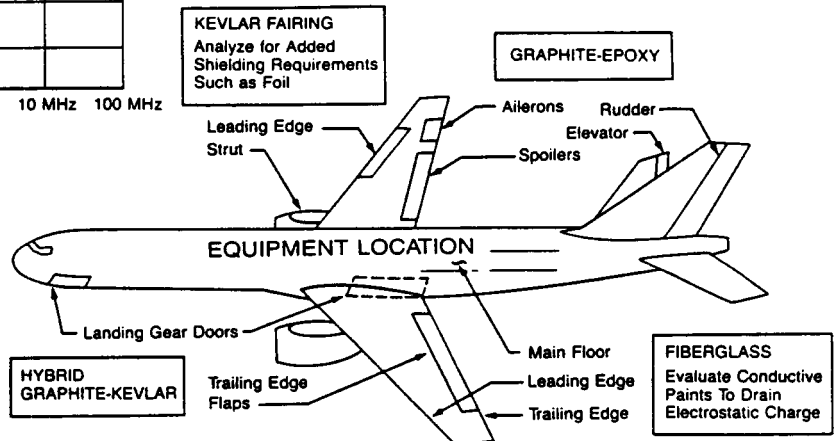 KEVLAR FAIRING
Analyze for Added
Shielding Requirements
Such as Foil
GRAPHITE-EPOXY
10 MHz 100 MHz
Leading Edge
Strut
Ailerons
Rudder
Elevator
Spoilers
EQUIPMENT LOCATION
Landing Gear Doors
Main Floor
HYBRID
GRAPHITE-KEVLAR
Trailing Edge
Flaps
Leading Edge
Trailing Edge
FIBERGLASS
Evaluate Conductive
Paints To Drain
Electrostatic Charge